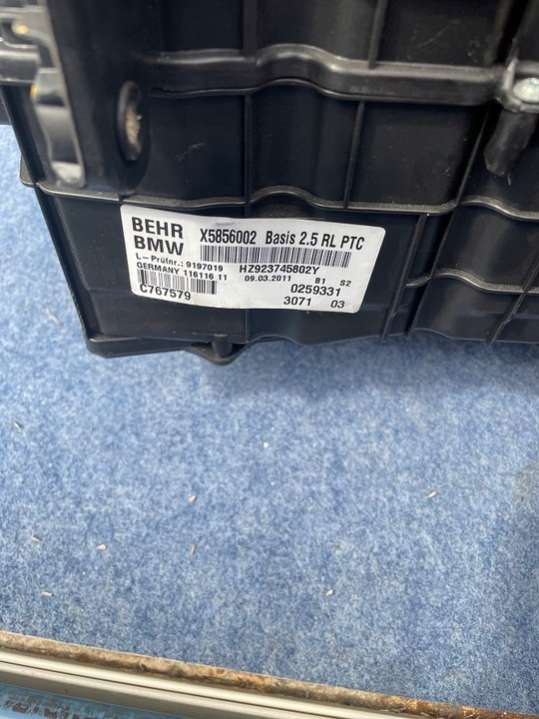 BEHR X5856002 Basis 2.5 RL PTC
BMW
L-Prüfnr.: 9197019 HZ923745802Y
GERMANY 116116 11 09.03.2011 B1 S2
C767579 0259331
3071 03